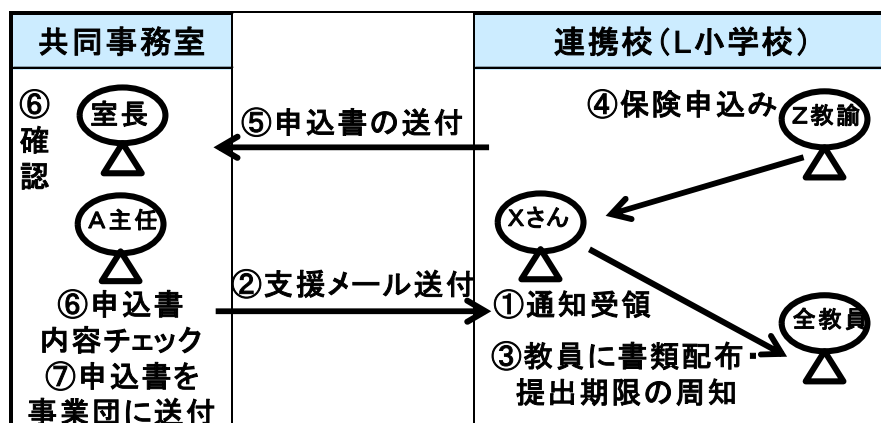 共同事務室
連携校（L小学校）
⑥確認
室長
⑤申込書の送付
④保険申込み
Z教諭
A主任
Xさん
②支援メール送付
①通知受領
⑥申込書
内容チェック
全教員
③教員に書類配布・
提出期限の周知
⑦申込書を
事業団に送付